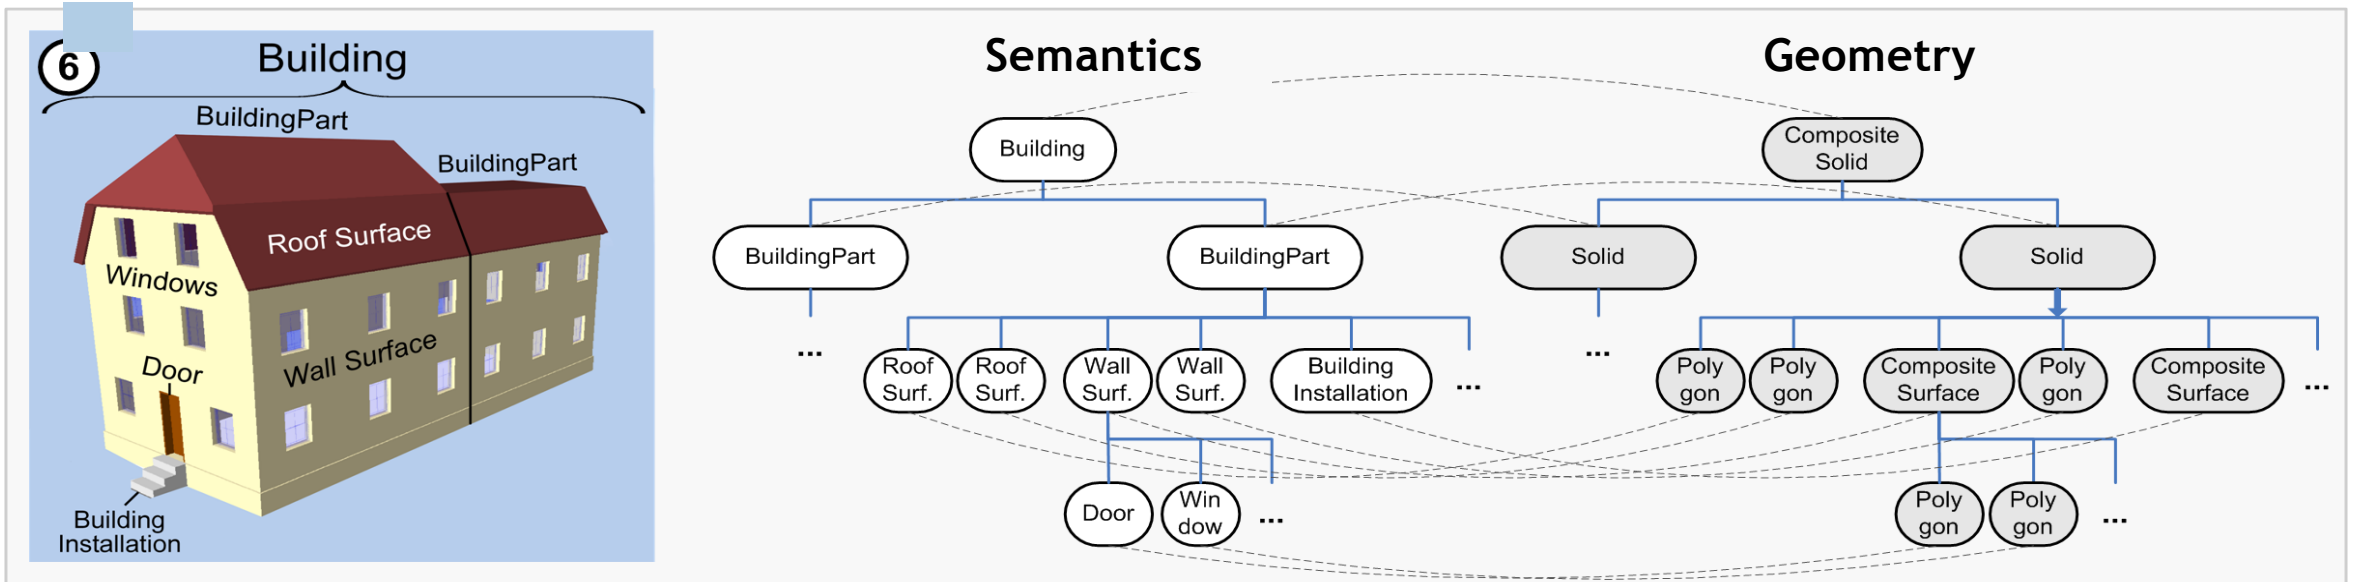 6
Building
BuildingPart
BuildingPart
Roof Surface
Windows
Wall Surface
Door
Building
Installation
Semantics
Geometry
Building
Composite
Solid
BuildingPart
BuildingPart
Solid
Solid
...
...
Roof
Surf.
Roof
Surf.
Wall
Surf.
Wall
Surf.
Building
Installation
...
Poly
gon
Poly
gon
Composite
Surface
Poly
gon
Composite
Surface
...
Door
Win
dow
...
Poly
gon
Poly
gon
...